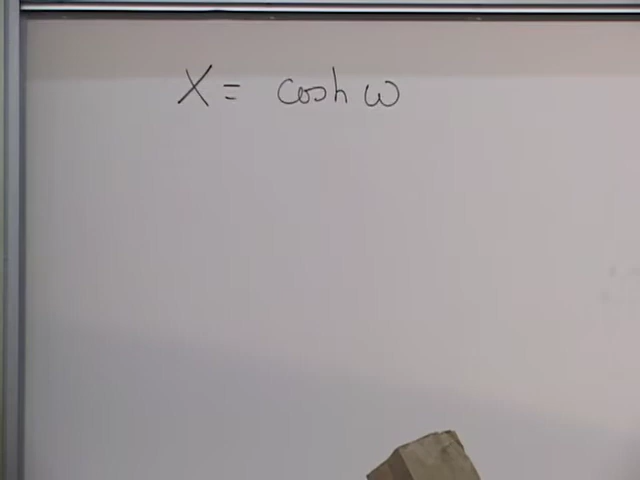 X = cosh ω